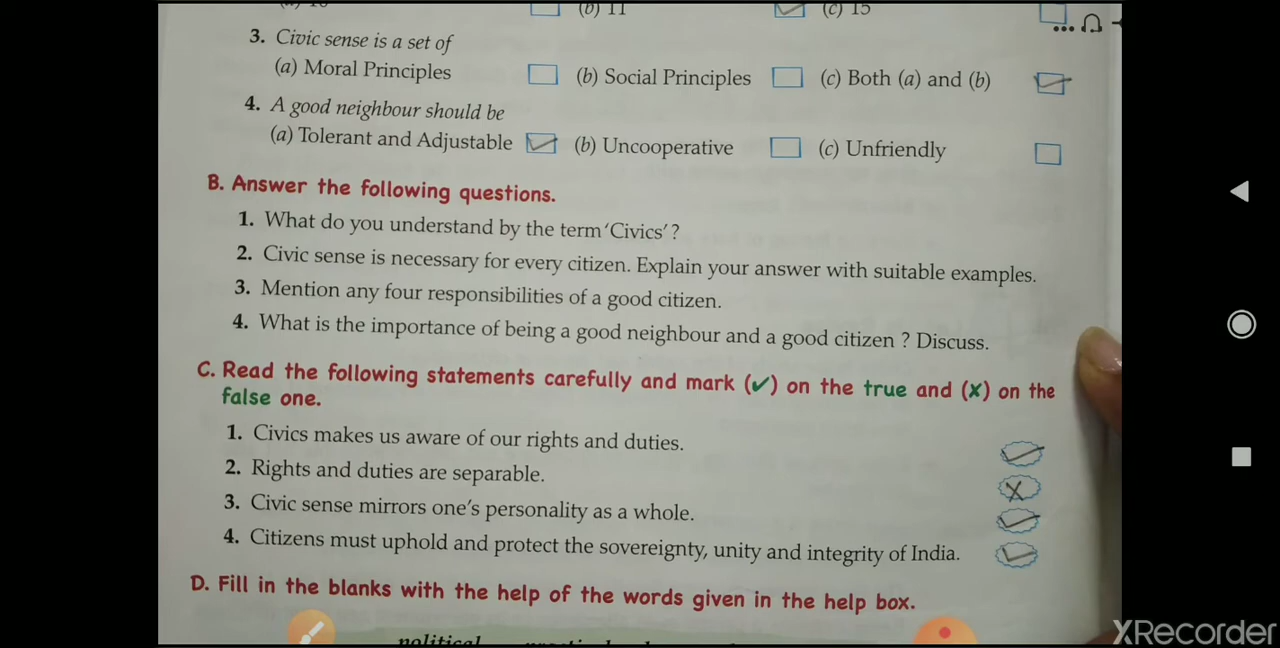 (b) 11 (c) 15
3. Civic sense is a set of
(a) Moral Principles (b) Social Principles (c) Both (a) and (b)
4. A good neighbour should be
(a) Tolerant and Adjustable (b) Uncooperative (c) Unfriendly
B. Answer the following questions.
1. What do you understand by the term 'Civics'?
2. Civic sense is necessary for every citizen. Explain your answer with suitable examples.
3. Mention any four responsibilities of a good citizen.
4. What is the importance of being a good neighbour and a good citizen ? Discuss.
C. Read the following statements carefully and mark (✔) on the true and (✗) on the
false one.
1. Civics makes us aware of our rights and duties.
2. Rights and duties are separable.
3. Civic sense mirrors one's personality as a whole.
4. Citizens must uphold and protect the sovereignty, unity and integrity of India.
D. Fill in the blanks with the help of the words given in the help box.
political
XRecorder